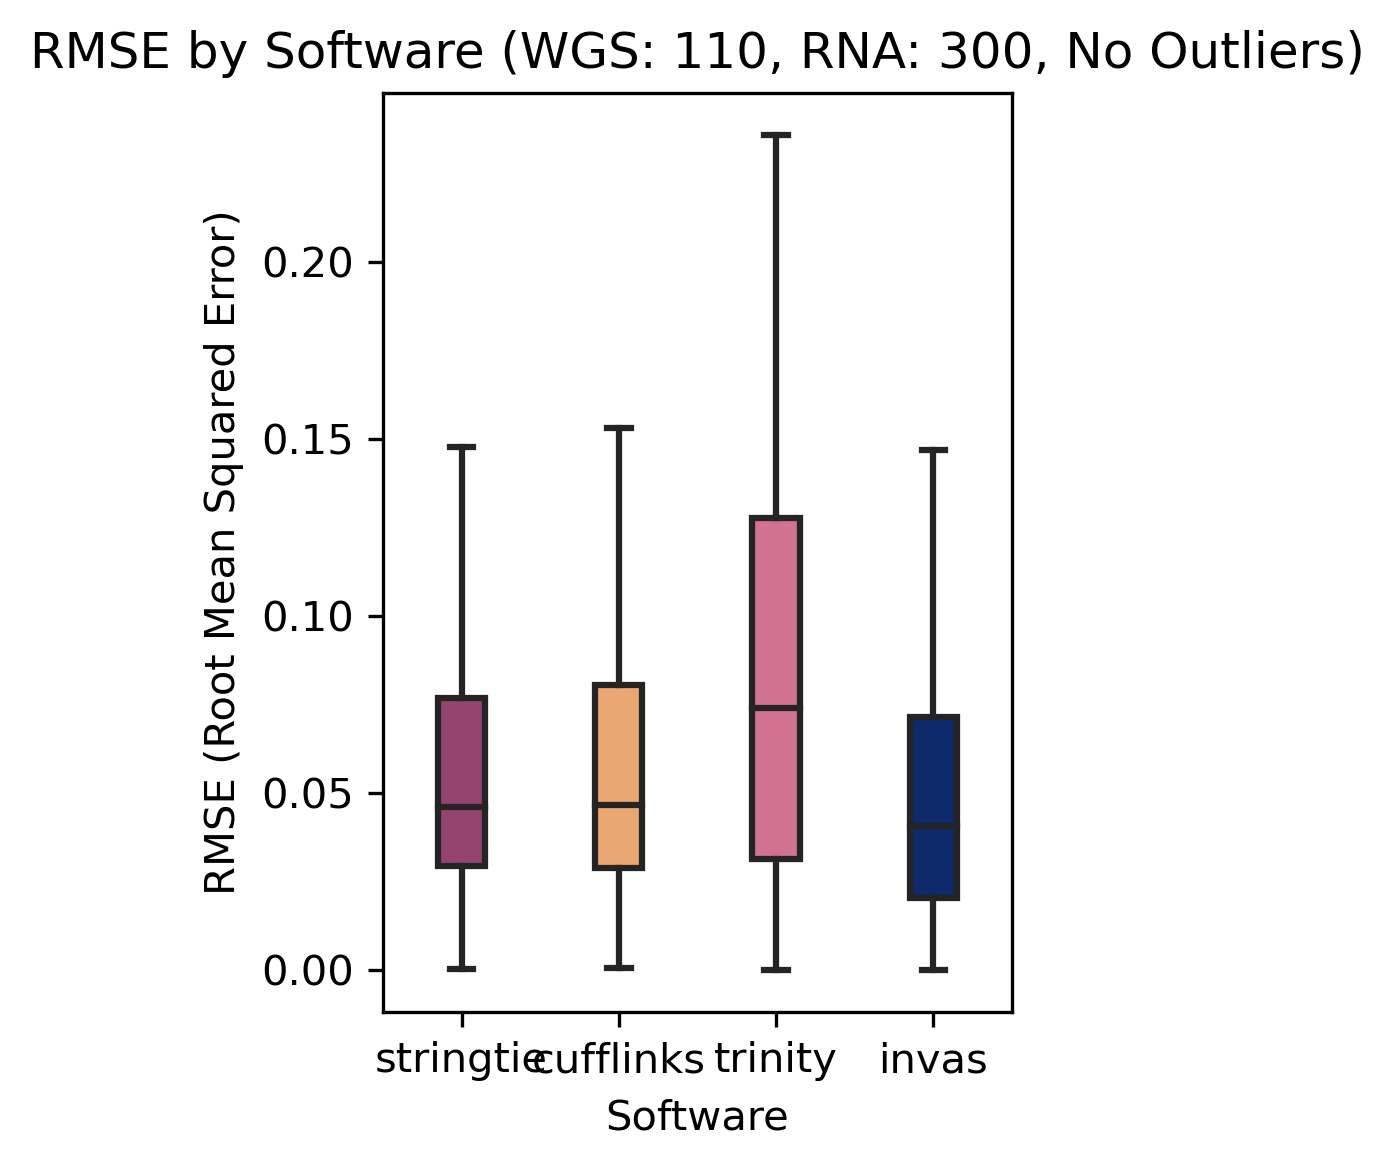 RMSE by Software (WGS: 110, RNA: 300, No Outliers)
RMSE (Root Mean Squared Error)
0.20
0.15
0.10
0.05
0.00
stringtie cufflinks trinity invas
Software